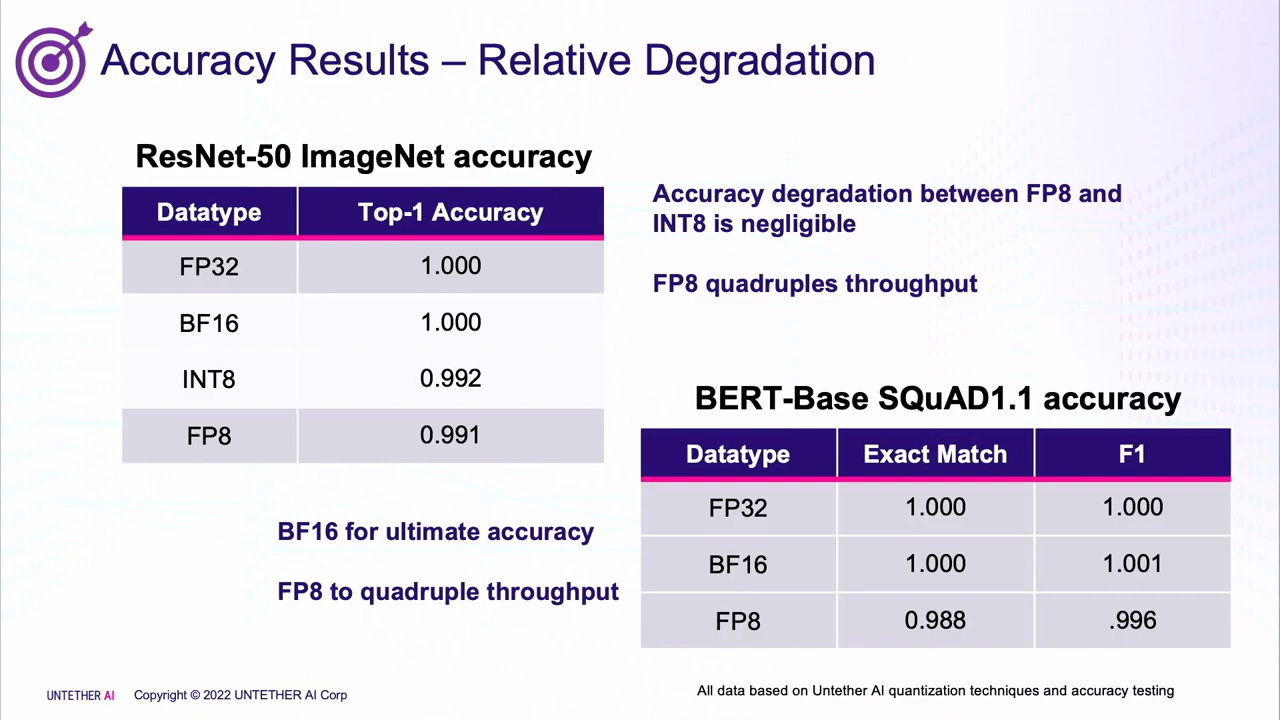 Accuracy Results – Relative Degradation
ResNet-50 ImageNet accuracy
Datatype Top-1 Accuracy
FP32 1.000
BF16 1.000
INT8 0.992
FP8 0.991
Accuracy degradation between FP8 and
INT8 is negligible
FP8 quadruples throughput
BF16 for ultimate accuracy
FP8 to quadruple throughput
BERT-Base SQuAD1.1 accuracy
Datatype Exact Match F1
FP32 1.000 1.000
BF16 1.000 1.001
FP8 0.988 .996
UNTETHER AI Copyright © 2022 UNTETHER AI Corp
All data based on Untether AI quantization techniques and accuracy testing